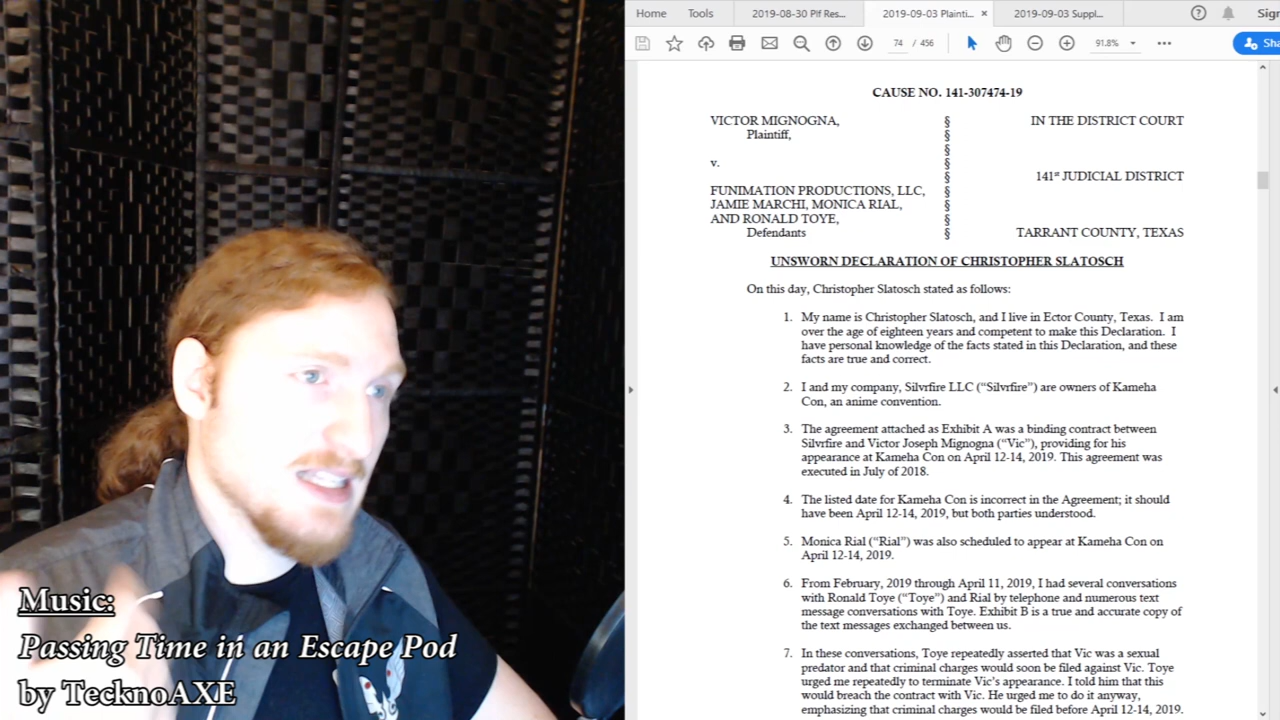 Home Tools 2019-08-30 Plf Res... 2019-09-03 Plainti... × 2019-09-03 Suppl... Sign
74 / 456 91.8% Sha
CAUSE NO. 141-307474-19
VICTOR MIGNOGNA, § IN THE DISTRICT COURT
Plaintiff, §
§
v. §
§ 141st JUDICIAL DISTRICT
FUNIMATION PRODUCTIONS, LLC, §
JAMIE MARCHI, MONICA RIAL, §
AND RONALD TOYE, §
Defendants § TARRANT COUNTY, TEXAS
UNSWORN DECLARATION OF CHRISTOPHER SLATOSCH
On this day, Christopher Slatosch stated as follows:
1. My name is Christopher Slatosch, and I live in Ector County, Texas. I am
over the age of eighteen years and competent to make this Declaration. I
have personal knowledge of the facts stated in this Declaration, and these
facts are true and correct.
2. I and my company, Silvrfire LLC (“Silvrfire”) are owners of Kameha
Con, an anime convention.
3. The agreement attached as Exhibit A was a binding contract between
Silvrfire and Victor Joseph Mignogna (“Vic”), providing for his
appearance at Kameha Con on April 12-14, 2019. This agreement was
executed in July of 2018.
4. The listed date for Kameha Con is incorrect in the Agreement; it should
have been April 12-14, 2019, but both parties understood.
5. Monica Rial (“Rial”) was also scheduled to appear at Kameha Con on
April 12-14, 2019.
6. From February, 2019 through April 11, 2019, I had several conversations
with Ronald Toye (“Toye”) and Rial by telephone and numerous text
message conversations with Toye. Exhibit B is a true and accurate copy of
the text messages exchanged between us.
7. In these conversations, Toye repeatedly asserted that Vic was a sexual
predator and that criminal charges would soon be filed against Vic. Toye
urged me repeatedly to terminate Vic’s appearance. I told him that this
would breach the contract with Vic. He urged me to do it anyway,
emphasizing that criminal charges would be filed before April 12-14, 2019.
Music:
Passing Time in an Escape Pod
by TecknoAXE